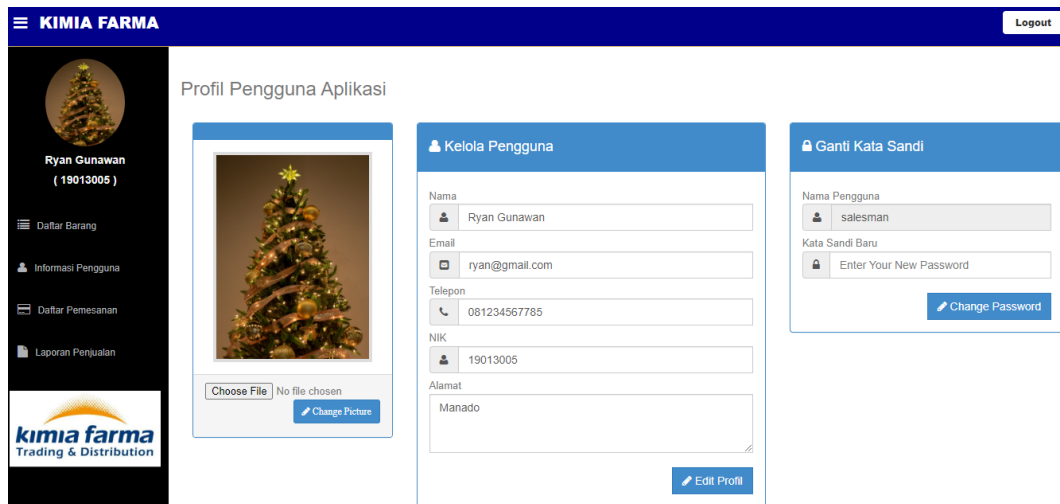 KIMIA FARMA
Logout
Ryan Gunawan
( 19013005 )
Daftar Barang
Informasi Pengguna
Daftar Pemesanan
Laporan Penjualan
kimia farma
Trading & Distribution
Profil Pengguna Aplikasi
Choose File No file chosen
Change Picture
Kelola Pengguna
Nama
Ryan Gunawan
Email
ryan@gmail.com
Telepon
081234567785
NIK
19013005
Alamat
Manado
Edit Profil
Ganti Kata Sandi
Nama Pengguna
salesman
Kata Sandi Baru
Enter Your New Password
Change Password